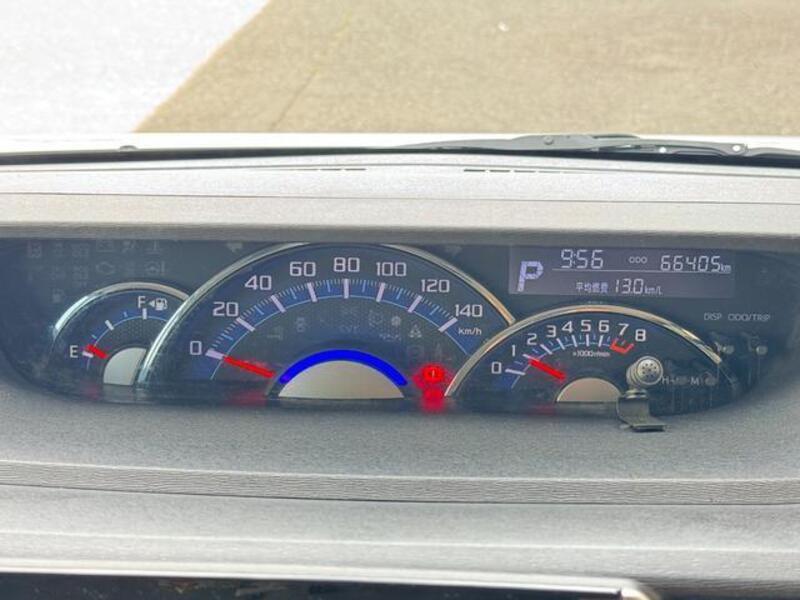 9:56 ODO 66405km
P
平均燃費 13.0km/L
DISP ODO/TRIP
0 20 40 60 80 100 120 140
km/h
CVT
E F
0 1 2 3 4 5 6 7 8
×1000r/min
H M